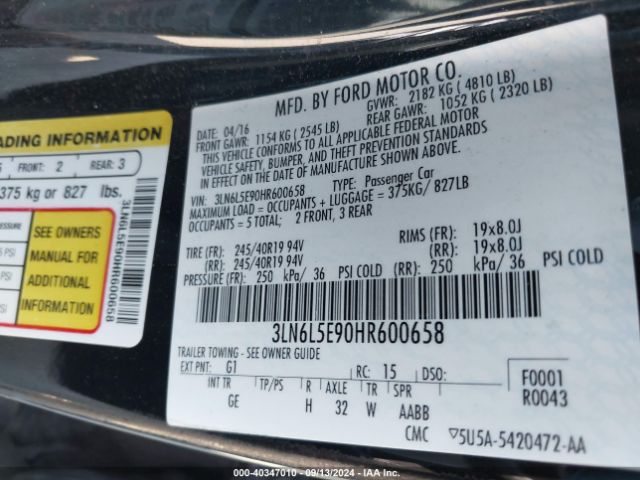 ADING INFORMATION
FRONT: 2 REAR: 3
375 kg or 827 lbs.
PRESSURE
PSI
PSI
PSI
SEE OWNERS
MANUAL FOR
ADDITIONAL
INFORMATION
3LN6L5E90HR600658
MFD. BY FORD MOTOR CO.
DATE: 04/16 GVWR: 2182 KG ( 4810 LB)
FRONT GAWR: 1154 KG ( 2545 LB) REAR GAWR: 1052 KG ( 2320 LB)
THIS VEHICLE CONFORMS TO ALL APPLICABLE FEDERAL MOTOR
VEHICLE SAFETY, BUMPER, AND THEFT PREVENTION STANDARDS
IN EFFECT ON THE DATE OF MANUFACTURE SHOWN ABOVE.
VIN: 3LN6L5E90HR600658 TYPE: Passenger Car
MAXIMUM LOAD = OCCUPANTS + LUGGAGE = 375KG/ 827LB
OCCUPANTS = 5 TOTAL; 2 FRONT, 3 REAR
TIRE (FR): 245/40R19 94V RIMS (FR): 19x8.0J
(RR): 245/40R19 94V (RR): 19x8.0J
PRESSURE (FR): 250 kPa/ 36 PSI COLD (RR): 250 kPa/ 36 PSI COLD
3LN6L5E90HR600658
TRAILER TOWING - SEE OWNER GUIDE
EXT PNT: G1 RC: 15 DSO: F0001
INT TR TP/PS R AXLE TR SPR R0043
GE H 32 W AABB
CMC ▽5U5A-5420472-AA
000-40347010 09/13/2024 IAAI.COM